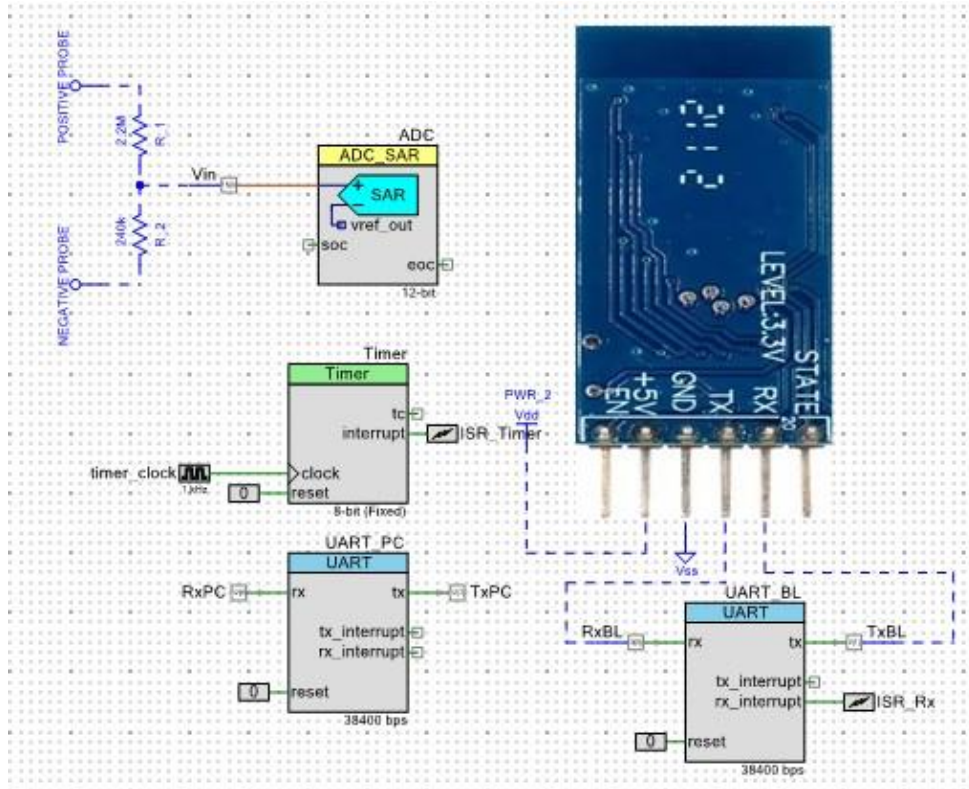 POSITIVE PROBE
2.2M
R_1
Vin
240k
R_2
NEGATIVE PROBE
ADC
ADC_SAR
SAR
vref_out
soc
eoc
12-bit
Timer
Timer
tc
interrupt
ISR_Timer
timer_clock
1 kHz
clock
0
reset
8-bit (Fixed)
UART_PC
UART
RxPC
rx
tx
TxPC
tx_interrupt
rx_interrupt
0
reset
38400 bps
LEVEL:3.3V
STATE
RX
TX
GND
+5V
EN
20
PWR_2
Vdd
Vss
UART_BL
UART
RxBL
rx
tx
TxBL
tx_interrupt
rx_interrupt
ISR_Rx
0
reset
38400 bps